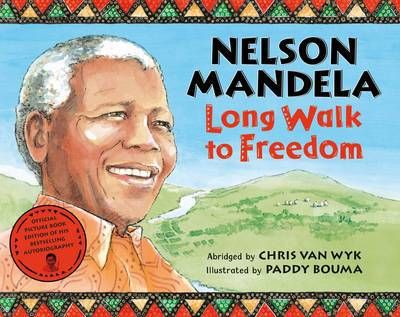 NELSON
MANDELA
Long Walk
to Freedom
OFFICIAL
PICTURE BOOK
EDITION OF HIS
BESTSELLING
AUTOBIOGRAPHY
Abridged by CHRIS VAN WYK
Illustrated by PADDY BOUMA